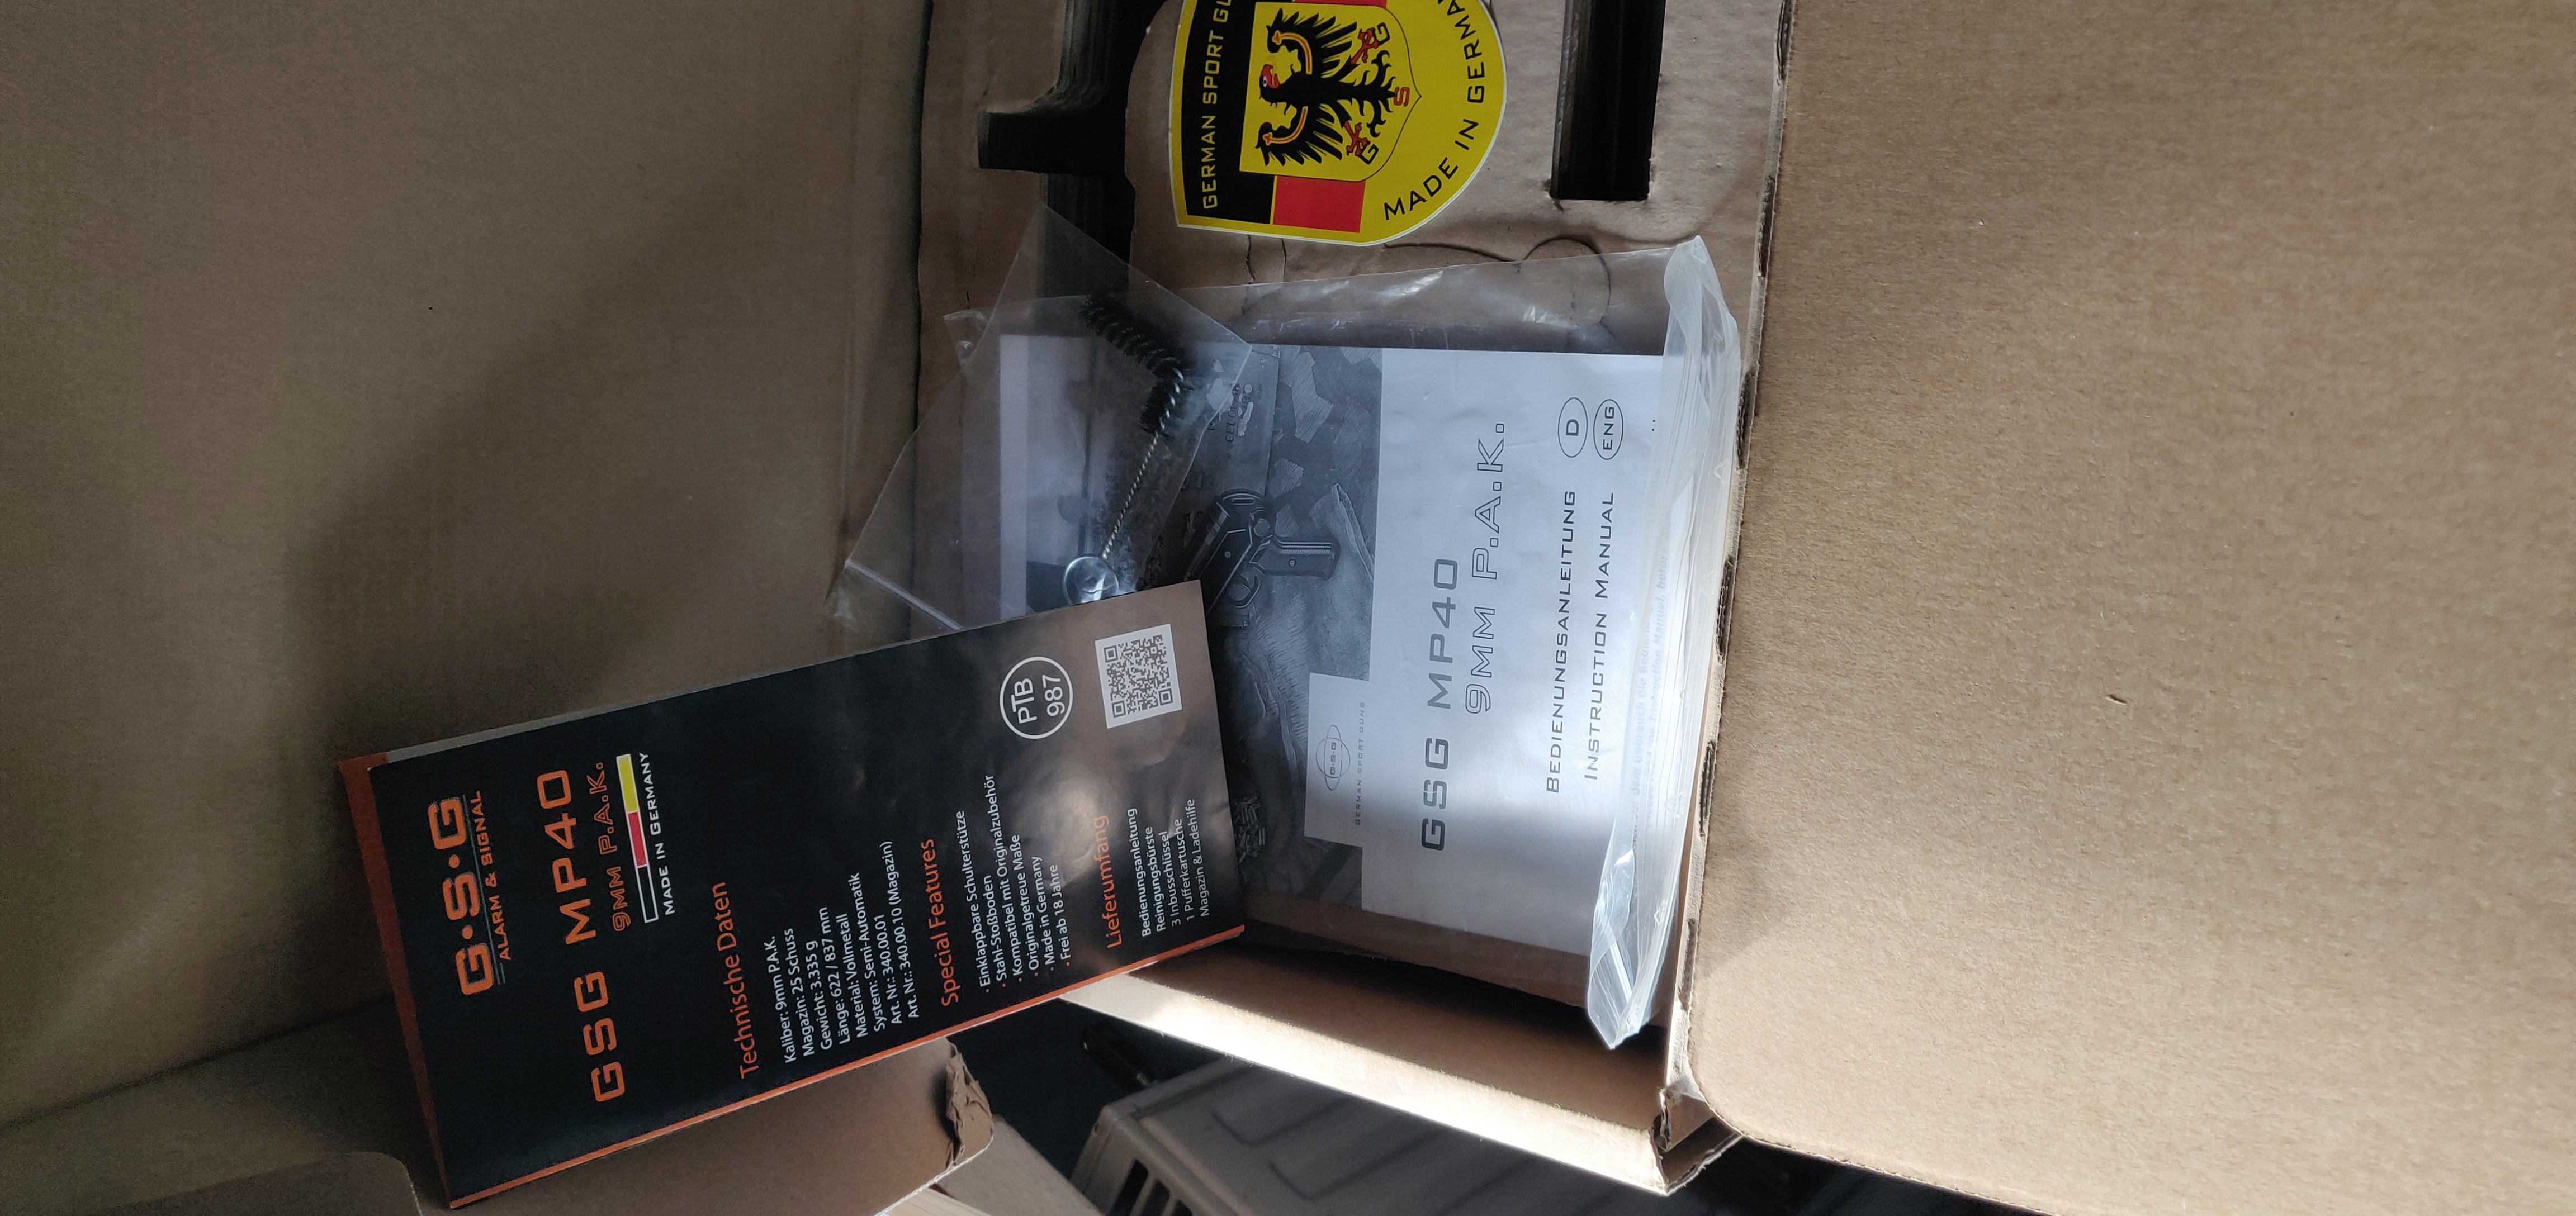 GERMAN SPORT
G
S
G
MADE IN
G·S·G
ALARM & SIGNAL
GSG MP40
9MM P.A.K.
MADE IN GERMANY
Technische Daten
Kaliber: 9mm P.A.K.
Magazin: 25 Schuss
Gewicht: 3.335 g
Länge: 622 / 837 mm
Material: Vollmetall
System: Semi-Automatik
Art. Nr.: 340.00.01
Art. Nr.: 340.00.10 (Magazin)
Special Features
· Einklappbare Schulterstütze
· Stahl-Stoßboden
· Kompatibel mit Originalzubehör
· Originalgetreue Maße
· Made in Germany
· Frei ab 18 Jahre
Lieferumfang
Bedienungsanleitung
Reinigungsbürste
3 Inbusschlüssel
1 Pufferkartusche
Magazin & Ladehilfe
PTB
987
G·S·G
GERMAN SPORT GUNS
GSG MP40
9MM P.A.K.
BEDIENUNGSANLEITUNG
D
INSTRUCTION MANUAL
ENG